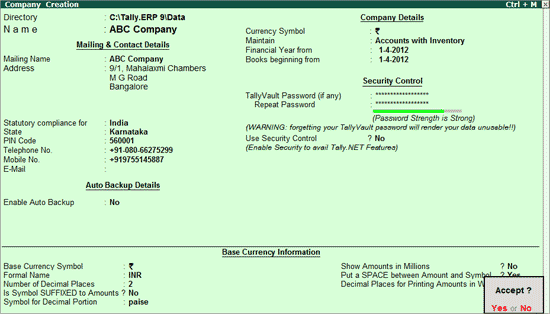 Company Creation Ctrl + M
Directory : C:\Tally.ERP 9\Data
Name : ABC Company
Mailing & Contact Details
Mailing Name : ABC Company
Address : 9/1, Mahalaxmi Chambers
M G Road
Bangalore
Statutory compliance for : India
State : Karnataka
PIN Code : 560001
Telephone No. : +91-080-66275299
Mobile No. : +919755145887
E-Mail :
Auto Backup Details
Enable Auto Backup : No
Company Details
Currency Symbol : ₹
Maintain : Accounts with Inventory
Financial Year from : 1-4-2012
Books beginning from : 1-4-2012
Security Control
TallyVault Password (if any) : ******************
Repeat Password : ******************
(Password Strength is Strong)
(WARNING: forgetting your TallyVault password will render your data unusable!!)
Use Security Control ? No
(Enable Security to avail Tally.NET Features)
Base Currency Information
Base Currency Symbol : ₹
Formal Name : INR
Number of Decimal Places : 2
Is Symbol SUFFIXED to Amounts ? No
Symbol for Decimal Portion : paise
Show Amounts in Millions ? No
Put a SPACE between Amount and Symbol ? Yes
Decimal Places for Printing Amounts in W
Accept ?
Yes or No